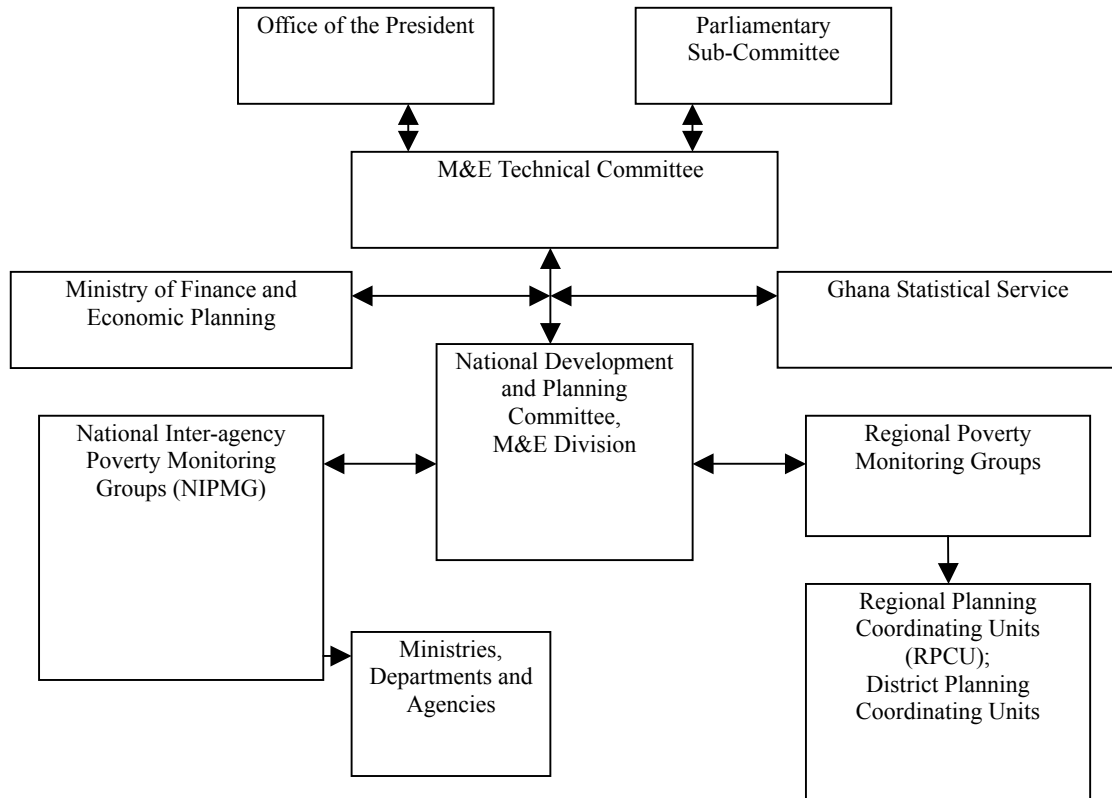 Office of the President
Parliamentary
Sub-Committee
M&E Technical Committee
Ministry of Finance and
Economic Planning
Ghana Statistical Service
National Development
and Planning
Committee,
M&E Division
National Inter-agency
Poverty Monitoring
Groups (NIPMG)
Regional Poverty
Monitoring Groups
Ministries,
Departments and
Agencies
Regional Planning
Coordinating Units
(RPCU);
District Planning
Coordinating Units